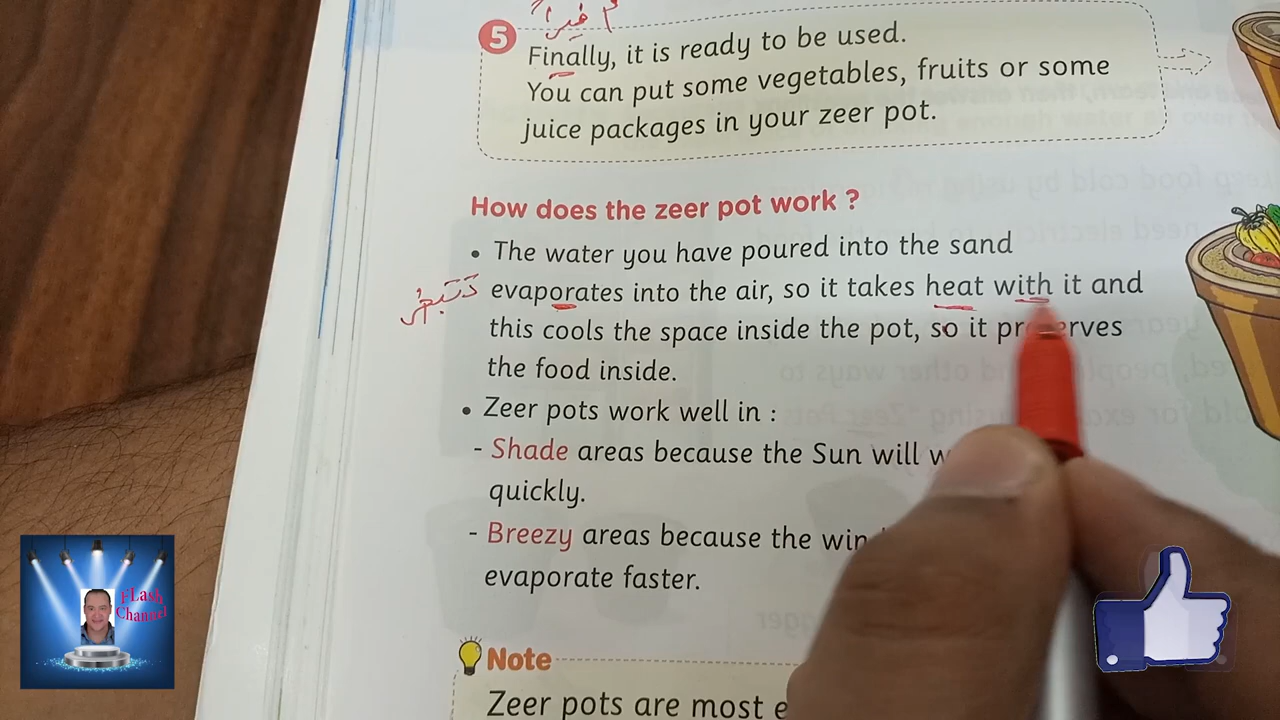 5 Finally, it is ready to be used.
You can put some vegetables, fruits or some
juice packages in your zeer pot.
How does the zeer pot work ?
• The water you have poured into the sand
evaporates into the air, so it takes heat with it and
this cools the space inside the pot, so it preserves
the food inside.
• Zeer pots work well in :
- Shade areas because the Sun will
quickly.
- Breezy areas because the
evaporate faster.
Note
Zeer pots are most
FLash
Channel